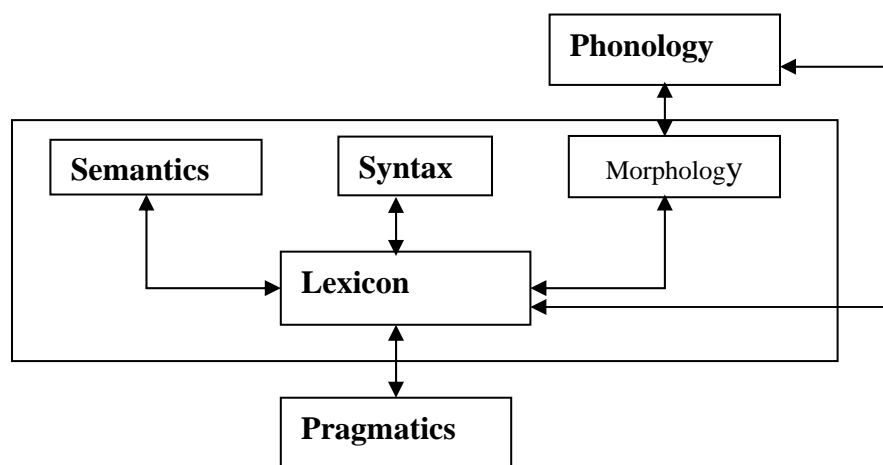 Phonology
Semantics
Syntax
Morphology
Lexicon
Pragmatics